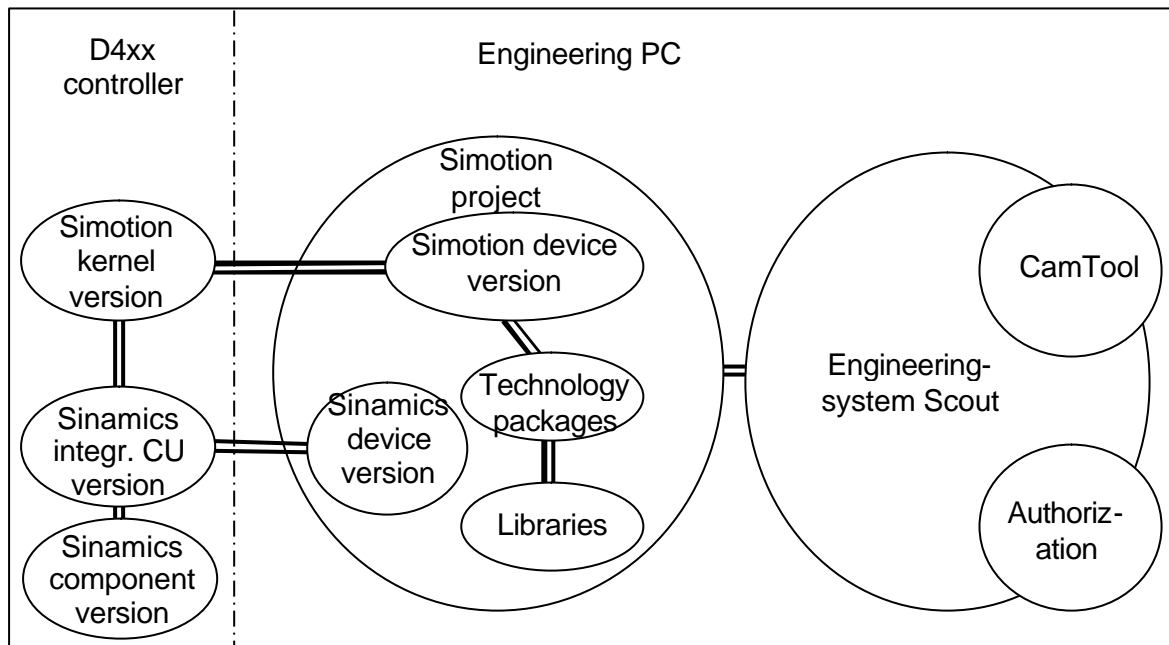 D4xx
controller
Engineering PC
Simotion
project
Simotion
kernel
version
Simotion device
version
CamTool
Technology
packages
Engineering-
system Scout
Sinamics
integr. CU
version
Sinamics
device
version
Libraries
Authoriz-
ation
Sinamics
component
version